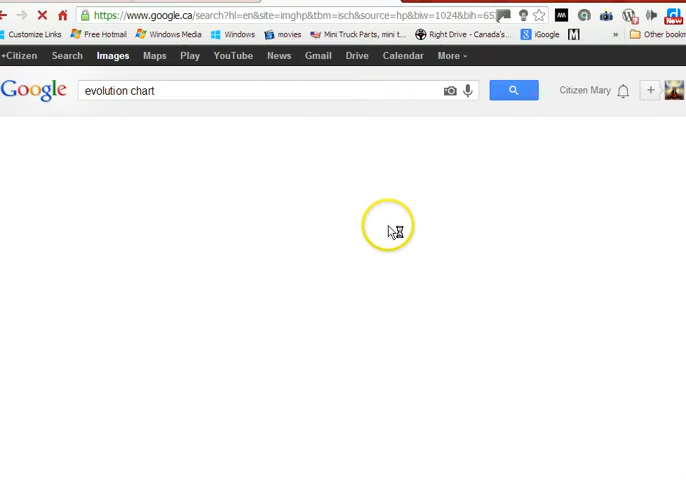 https://www.google.ca/search?hl=en&site=imghp&tbm=isch&source=hp&biw=1024&bih=65
New
Customize Links Free Hotmail Windows Media Windows movies Mini Truck Parts, mini t... Right Drive - Canada's... iGoogle M » Other bookm
+Citizen Search Images Maps Play YouTube News Gmail Drive Calendar More
Google evolution chart Citizen Mary +